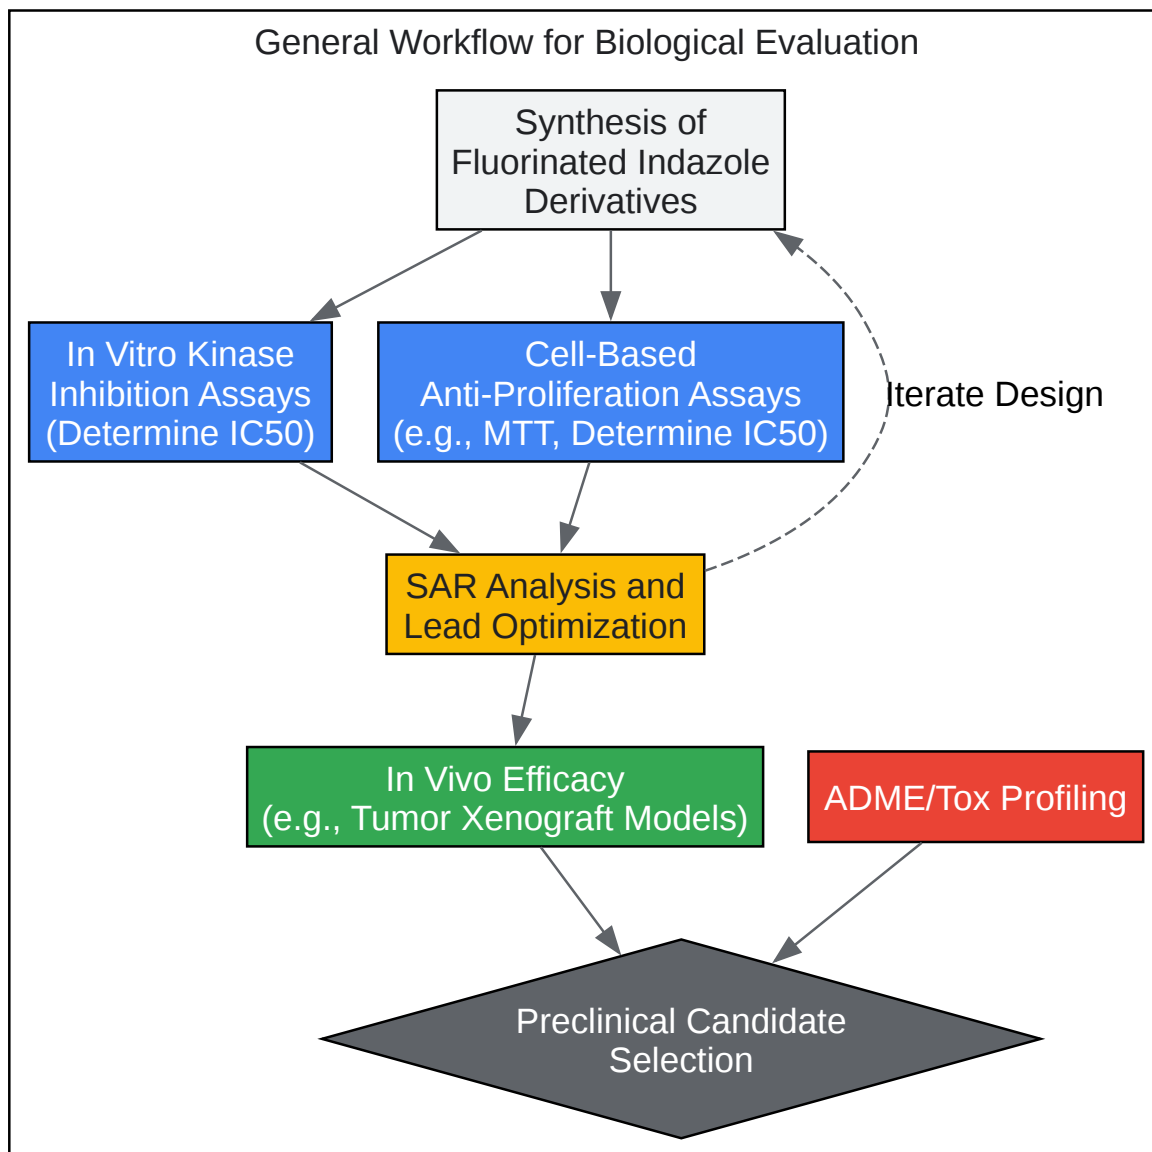 General Workflow for Biological Evaluation
Synthesis of
Fluorinated Indazole
Derivatives
In Vitro Kinase
Inhibition Assays
(Determine IC50)
Cell-Based
Anti-Proliferation Assays
(e.g., MTT, Determine IC50)
Iterate Design
SAR Analysis and
Lead Optimization
In Vivo Efficacy
(e.g., Tumor Xenograft Models)
ADME/Tox Profiling
Preclinical Candidate
Selection